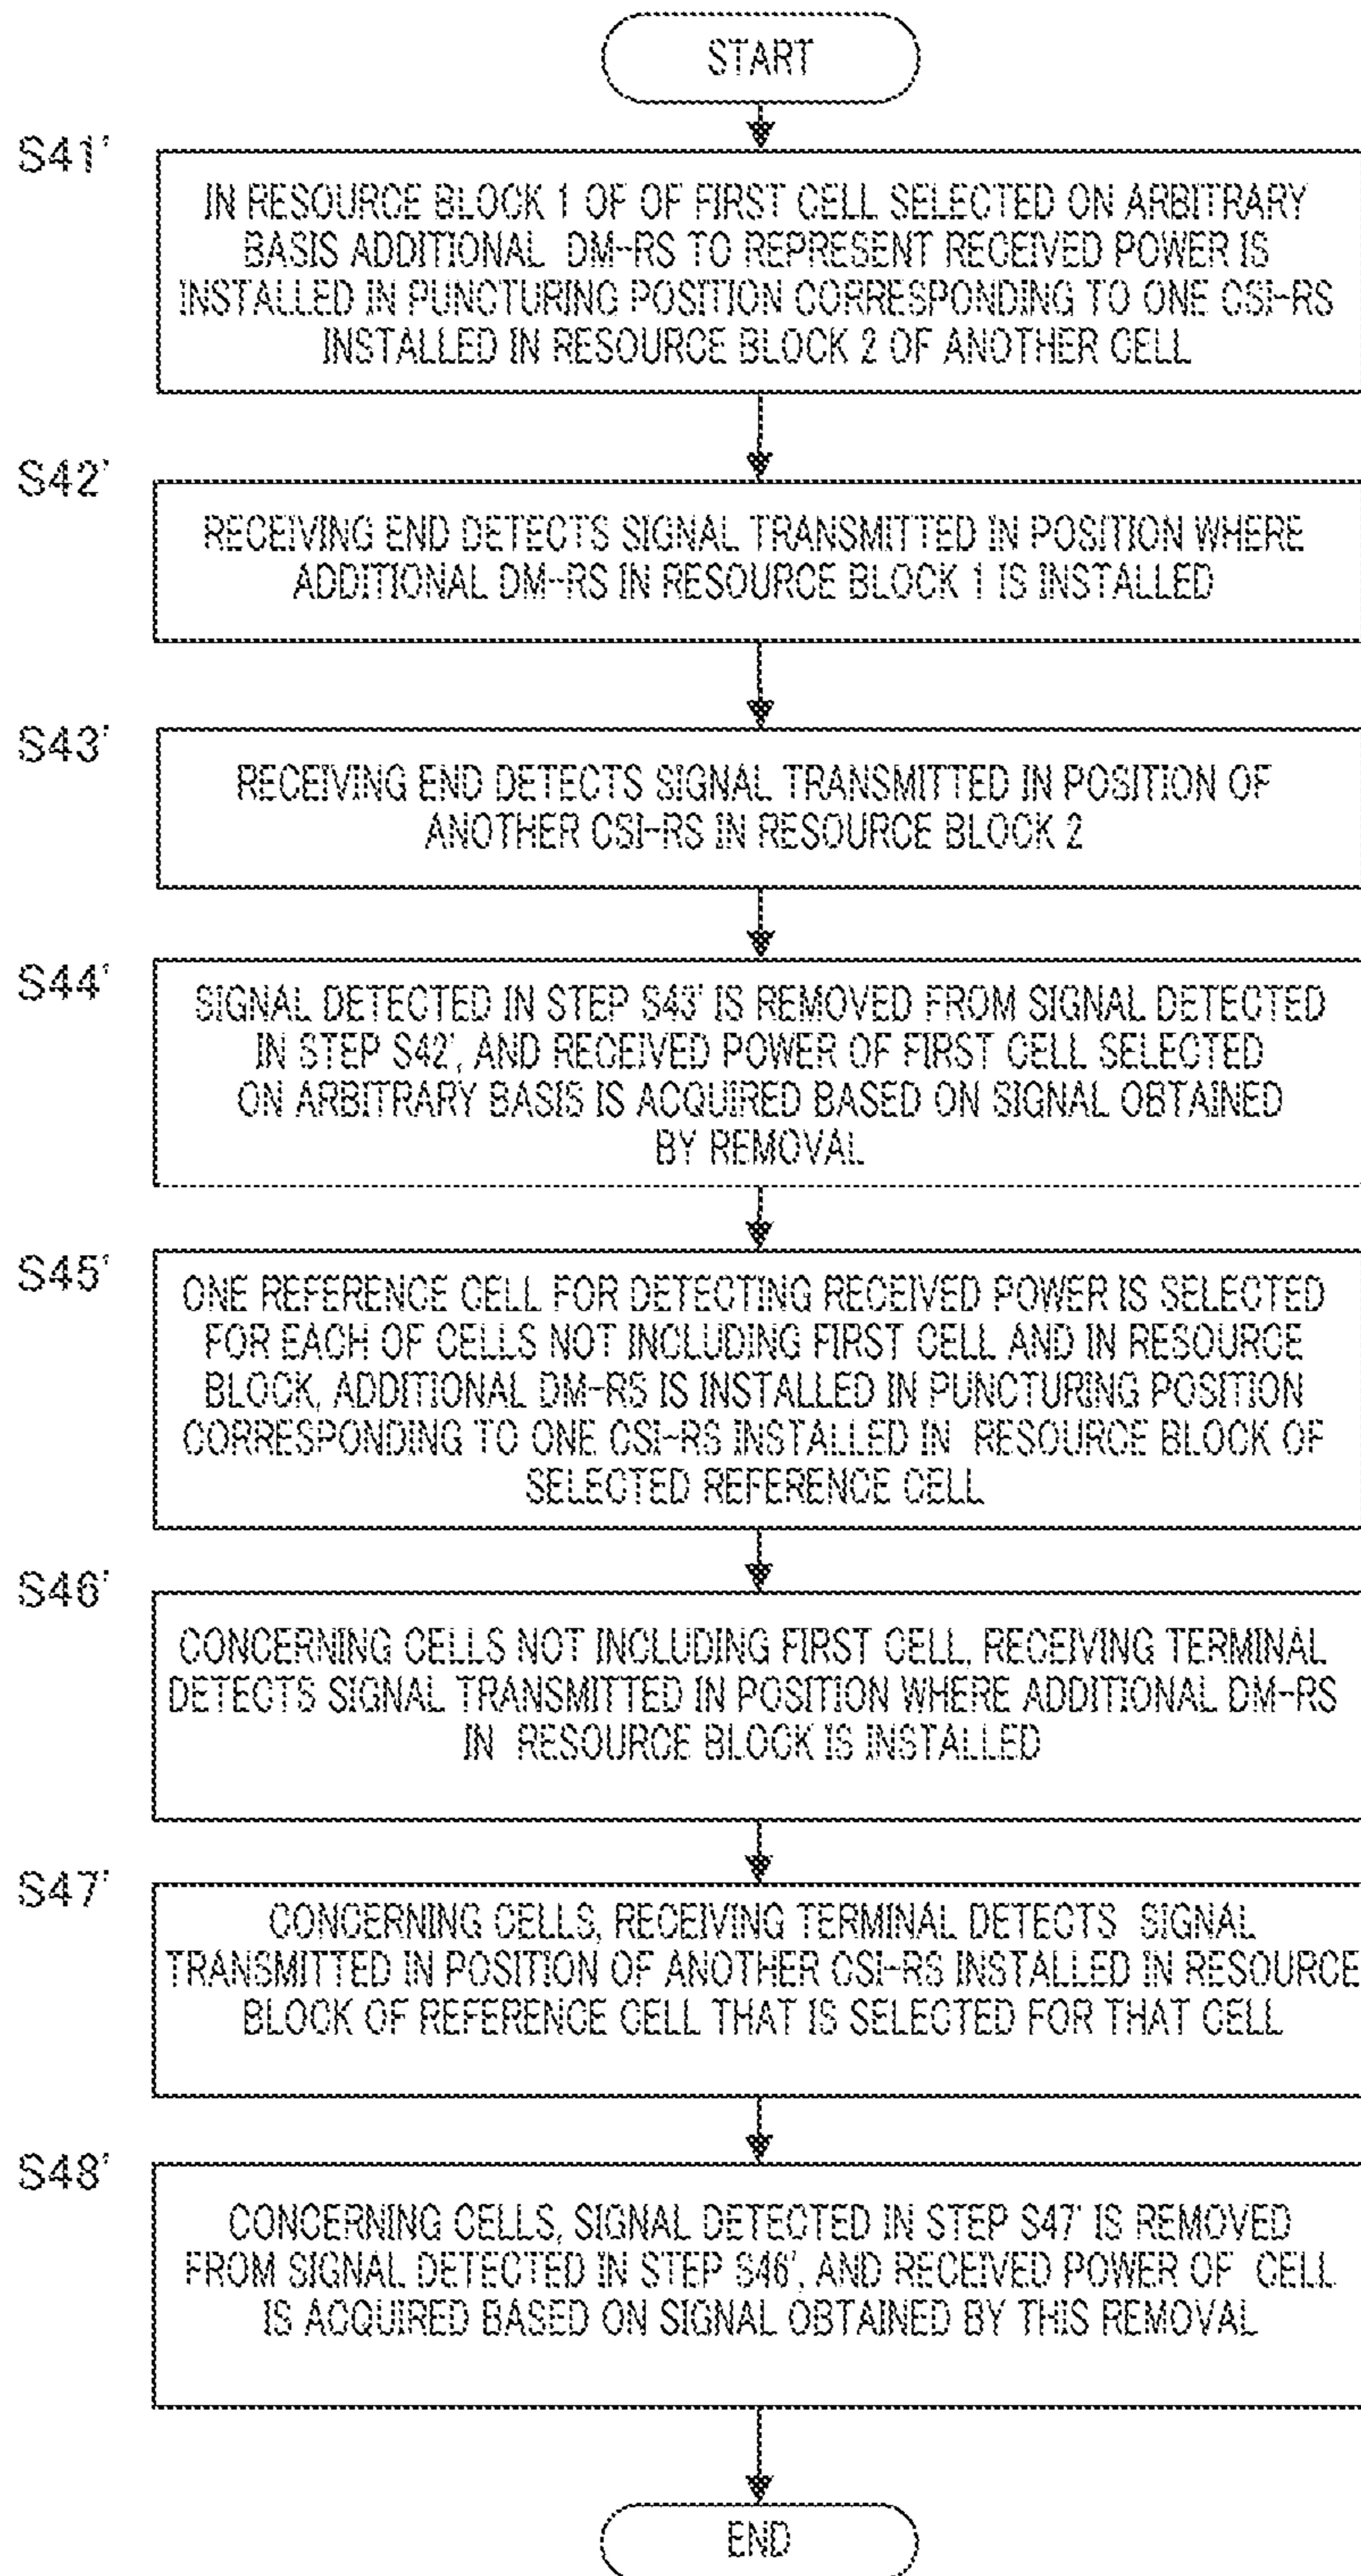 START
S41'
IN RESOURCE BLOCK 1 OF OF FIRST CELL SELECTED ON ARBITRARY
BASIS ADDITIONAL DM-RS TO REPRESENT RECEIVED POWER IS
INSTALLED IN PUNCTURING POSITION CORRESPONDING TO ONE CSI-RS
INSTALLED IN RESOURCE BLOCK 2 OF ANOTHER CELL
S42'
RECEIVING END DETECTS SIGNAL TRANSMITTED IN POSITION WHERE
ADDITIONAL DM-RS IN RESOURCE BLOCK 1 IS INSTALLED
S43'
RECEIVING END DETECTS SIGNAL TRANSMITTED IN POSITION OF
ANOTHER CSI-RS IN RESOURCE BLOCK 2
S44'
SIGNAL DETECTED IN STEP S43' IS REMOVED FROM SIGNAL DETECTED
IN STEP S42', AND RECEIVED POWER OF FIRST CELL SELECTED
ON ARBITRARY BASIS IS ACQUIRED BASED ON SIGNAL OBTAINED
BY REMOVAL
S45'
ONE REFERENCE CELL FOR DETECTING RECEIVED POWER IS SELECTED
FOR EACH OF CELLS NOT INCLUDING FIRST CELL AND IN RESOURCE
BLOCK, ADDITIONAL DM-RS IS INSTALLED IN PUNCTURING POSITION
CORRESPONDING TO ONE CSI-RS INSTALLED IN RESOURCE BLOCK OF
SELECTED REFERENCE CELL
S46'
CONCERNING CELLS NOT INCLUDING FIRST CELL, RECEIVING TERMINAL
DETECTS SIGNAL TRANSMITTED IN POSITION WHERE ADDITIONAL DM-RS
IN RESOURCE BLOCK IS INSTALLED
S47'
CONCERNING CELLS, RECEIVING TERMINAL DETECTS SIGNAL
TRANSMITTED IN POSITION OF ANOTHER CSI-RS INSTALLED IN RESOURCE
BLOCK OF REFERENCE CELL THAT IS SELECTED FOR THAT CELL
S48'
CONCERNING CELLS, SIGNAL DETECTED IN STEP S47' IS REMOVED
FROM SIGNAL DETECTED IN STEP S46', AND RECEIVED POWER OF CELL
IS ACQUIRED BASED ON SIGNAL OBTAINED BY THIS REMOVAL
END